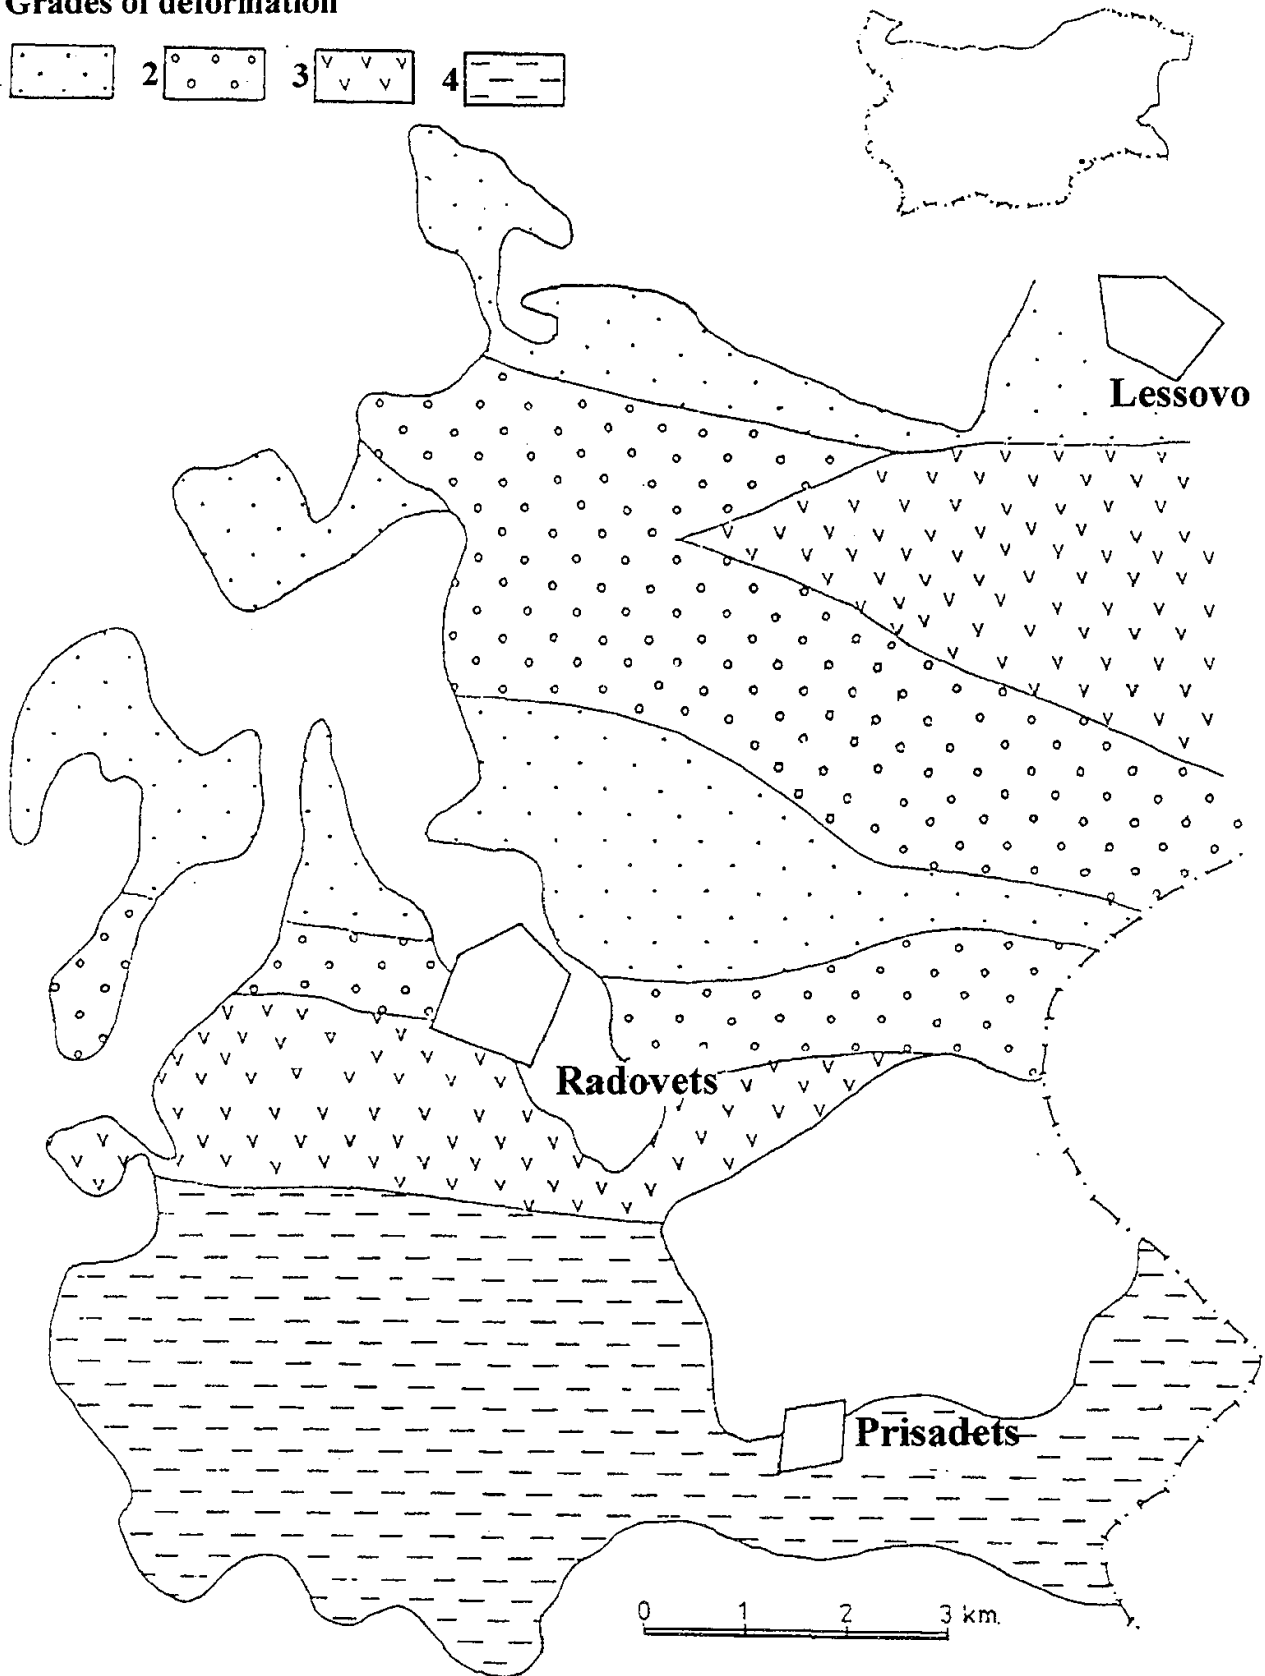 Grades of deformation
2 3 4
Lessovo
Radovets
Prisadets
0 1 2 3 km.